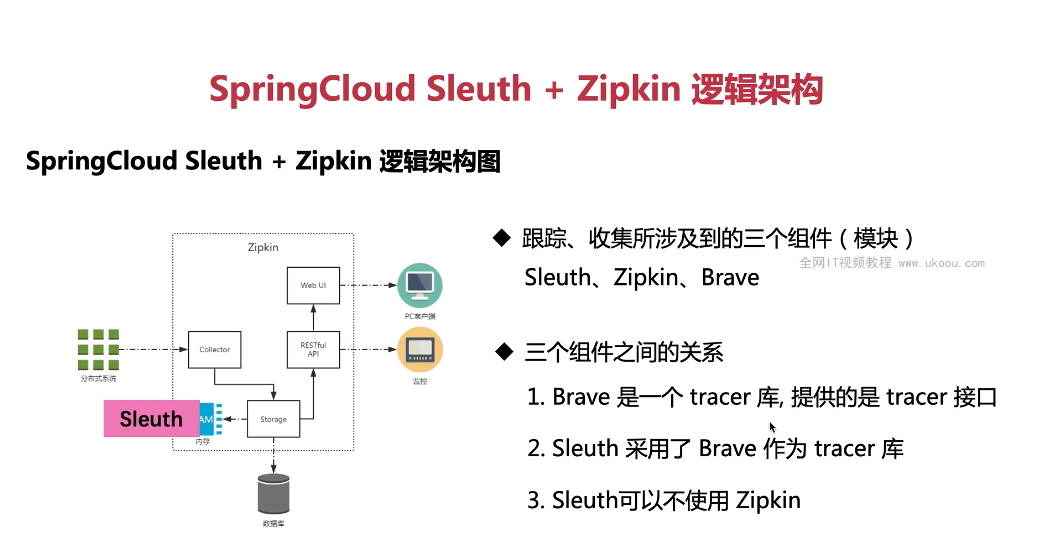 SpringCloud Sleuth + Zipkin 逻辑架构
SpringCloud Sleuth + Zipkin 逻辑架构图
Zipkin
Web UI
PC客户端
Collector
RESTful
API
分布式系统
监控
Sleuth
AM
内存
Storage
数据库
◆ 跟踪、收集所涉及到的三个组件（模块）
全网IT视频教程 www.ukoou.com
Sleuth、Zipkin、Brave
◆ 三个组件之间的关系
1. Brave 是一个 tracer 库, 提供的是 tracer 接口
2. Sleuth 采用了 Brave 作为 tracer 库
3. Sleuth可以不使用 Zipkin